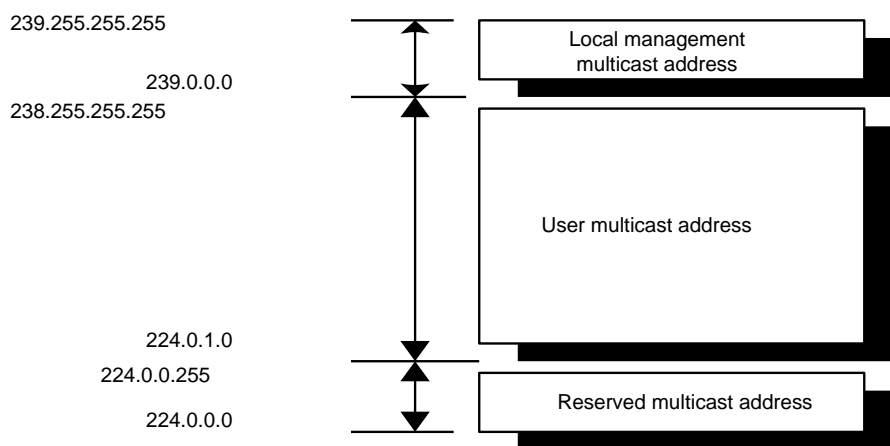 239.255.255.255
Local management
multicast address
239.0.0.0
238.255.255.255
User multicast address
224.0.1.0
224.0.0.255
Reserved multicast address
224.0.0.0